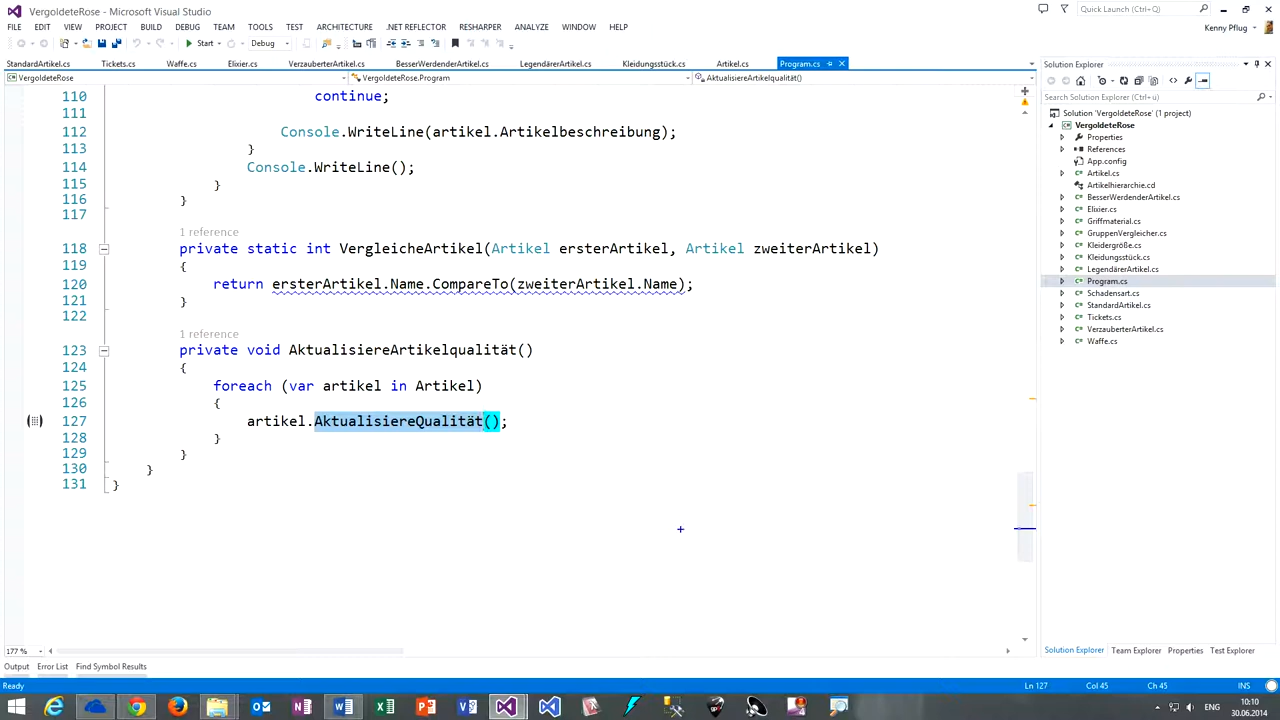 VergoldeteRose - Microsoft Visual Studio
Quick Launch (Ctrl+Q)
FILE EDIT VIEW PROJECT BUILD DEBUG TEAM TOOLS TEST ARCHITECTURE .NET REFLECTOR RESHARPER ANALYZE WINDOW HELP
Kenny Pflug
Start Debug
StandardArtikel.cs Tickets.cs Waffe.cs Elixier.cs VerzauberterArtikel.cs BesserWerdenderArtikel.cs LegendärerArtikel.cs Kleidungsstück.cs Artikel.cs Program.cs
VergoldeteRose VergoldeteRose.Program AktualisiereArtikelqualität()
110 continue;
111
112 Console.WriteLine(artikel.Artikelbeschreibung);
113 }
114 Console.WriteLine();
115 }
116 }
117
1 reference
118 private static int VergleicheArtikel(Artikel ersterArtikel, Artikel zweiterArtikel)
119 {
120 return ersterArtikel.Name.CompareTo(zweiterArtikel.Name);
121 }
122
1 reference
123 private void AktualisiereArtikelqualität()
124 {
125 foreach (var artikel in Artikel)
126 {
127 artikel.AktualisiereQualität();
128 }
129 }
130 }
131 }
177 %
Solution Explorer
Search Solution Explorer (Ctrl+ü)
Solution 'VergoldeteRose' (1 project)
VergoldeteRose
Properties
References
App.config
Artikel.cs
Artikelhierarchie.cd
BesserWerdenderArtikel.cs
Elixier.cs
Griffmaterial.cs
GruppenVergleicher.cs
Kleidergröße.cs
Kleidungsstück.cs
LegendärerArtikel.cs
Program.cs
Schadensart.cs
StandardArtikel.cs
Tickets.cs
VerzauberterArtikel.cs
Waffe.cs
Solution Explorer Team Explorer Properties Test Explorer
Output Error List Find Symbol Results
Ready Ln 127 Col 45 Ch 45 INS
ENG 10:10
30.06.2014